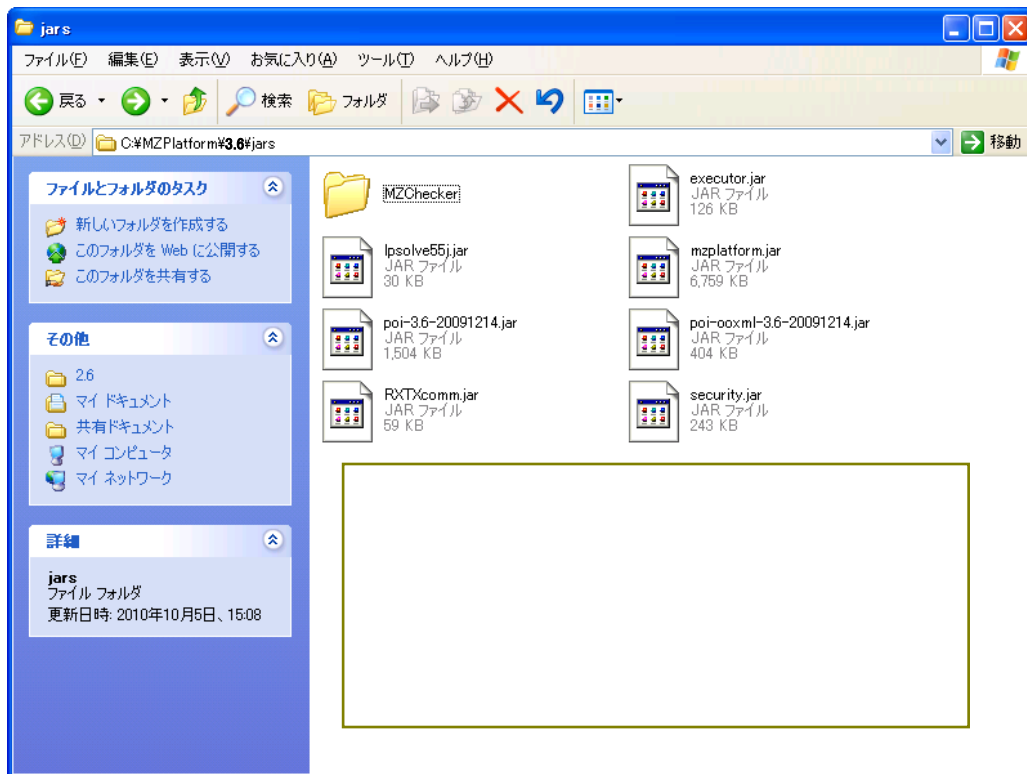 jars
ファイル(F) 編集(E) 表示(V) お気に入り(A) ツール(T) ヘルプ(H)
戻る 検索 フォルダ
アドレス(D) C:¥MZPlatform¥3.6¥jars 移動
ファイルとフォルダのタスク
新しいフォルダを作成する
このフォルダを Web に公開する
このフォルダを共有する
その他
2.6
マイ ドキュメント
共有ドキュメント
マイ コンピュータ
マイ ネットワーク
詳細
jars
ファイル フォルダ
更新日時: 2010年10月5日、15:08
MZChecker
executor.jar
JAR ファイル
126 KB
lpsolve55j.jar
JAR ファイル
30 KB
mzplatform.jar
JAR ファイル
6,759 KB
poi-3.6-20091214.jar
JAR ファイル
1,504 KB
poi-ooxml-3.6-20091214.jar
JAR ファイル
404 KB
RXTXcomm.jar
JAR ファイル
59 KB
security.jar
JAR ファイル
243 KB